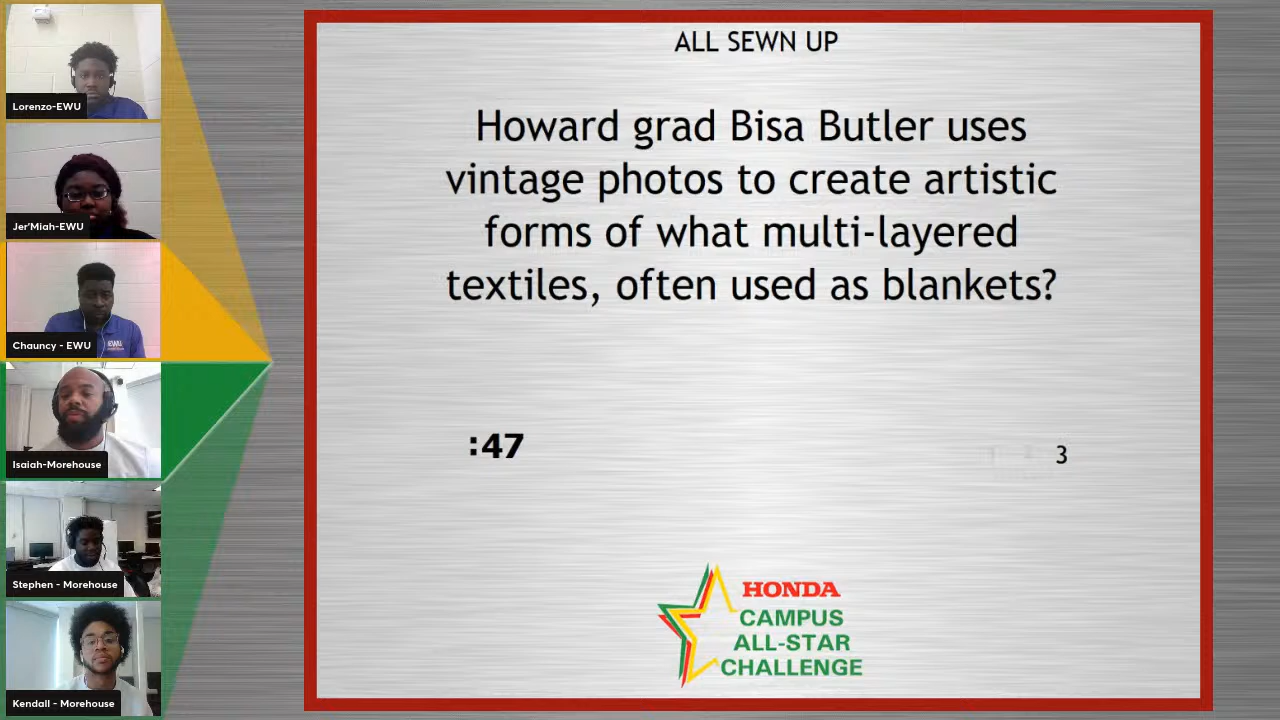 Lorenzo-EWU
Jer'Miah-EWU
EWU
Chauncy - EWU
Isaiah-Morehouse
Stephen - Morehouse
Kendall - Morehouse
ALL SEWN UP
Howard grad Bisa Butler uses
vintage photos to create artistic
forms of what multi-layered
textiles, often used as blankets?
:47
3
HONDA
CAMPUS
ALL-STAR
CHALLENGE